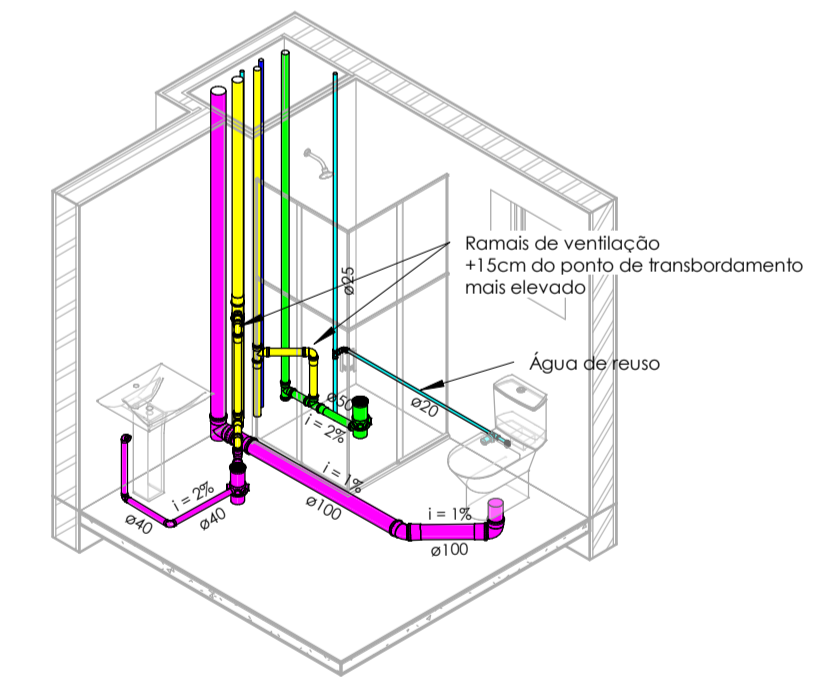 Ramais de ventilação
+15cm do ponto de transbordamento
mais elevado
ø25
Água de reuso
ø20
ø50
i = 2%
i = 1%
ø100
i = 1%
ø100
i = 2%
ø40
ø40